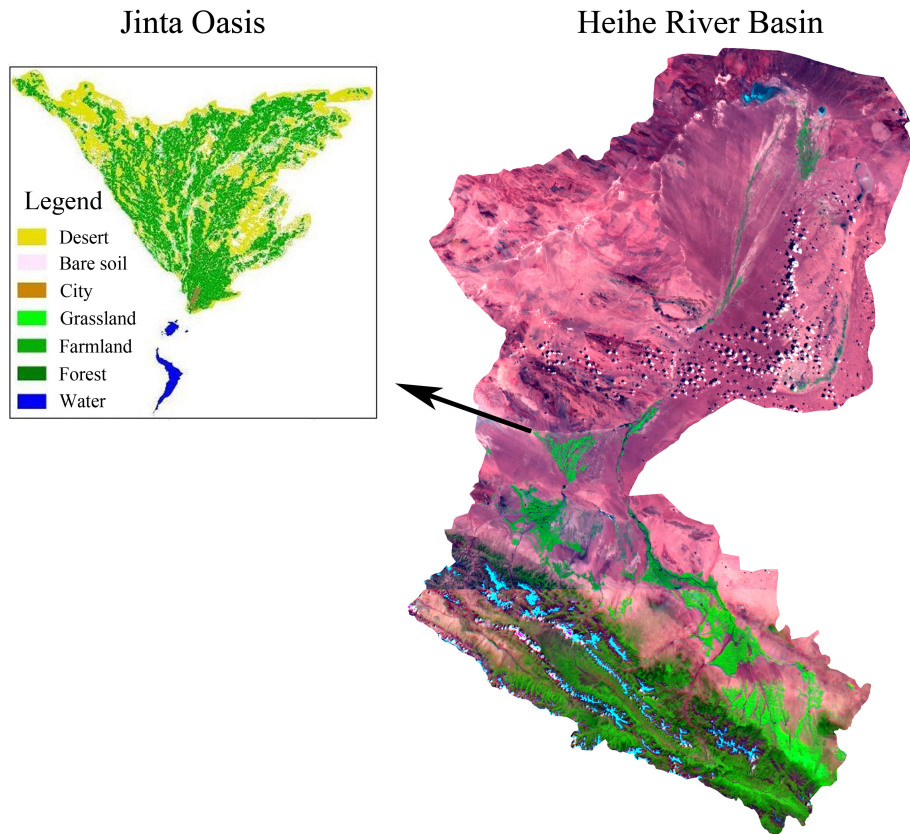 Jinta Oasis
Heihe River Basin
Legend
Desert
Bare soil
City
Grassland
Farmland
Forest
Water